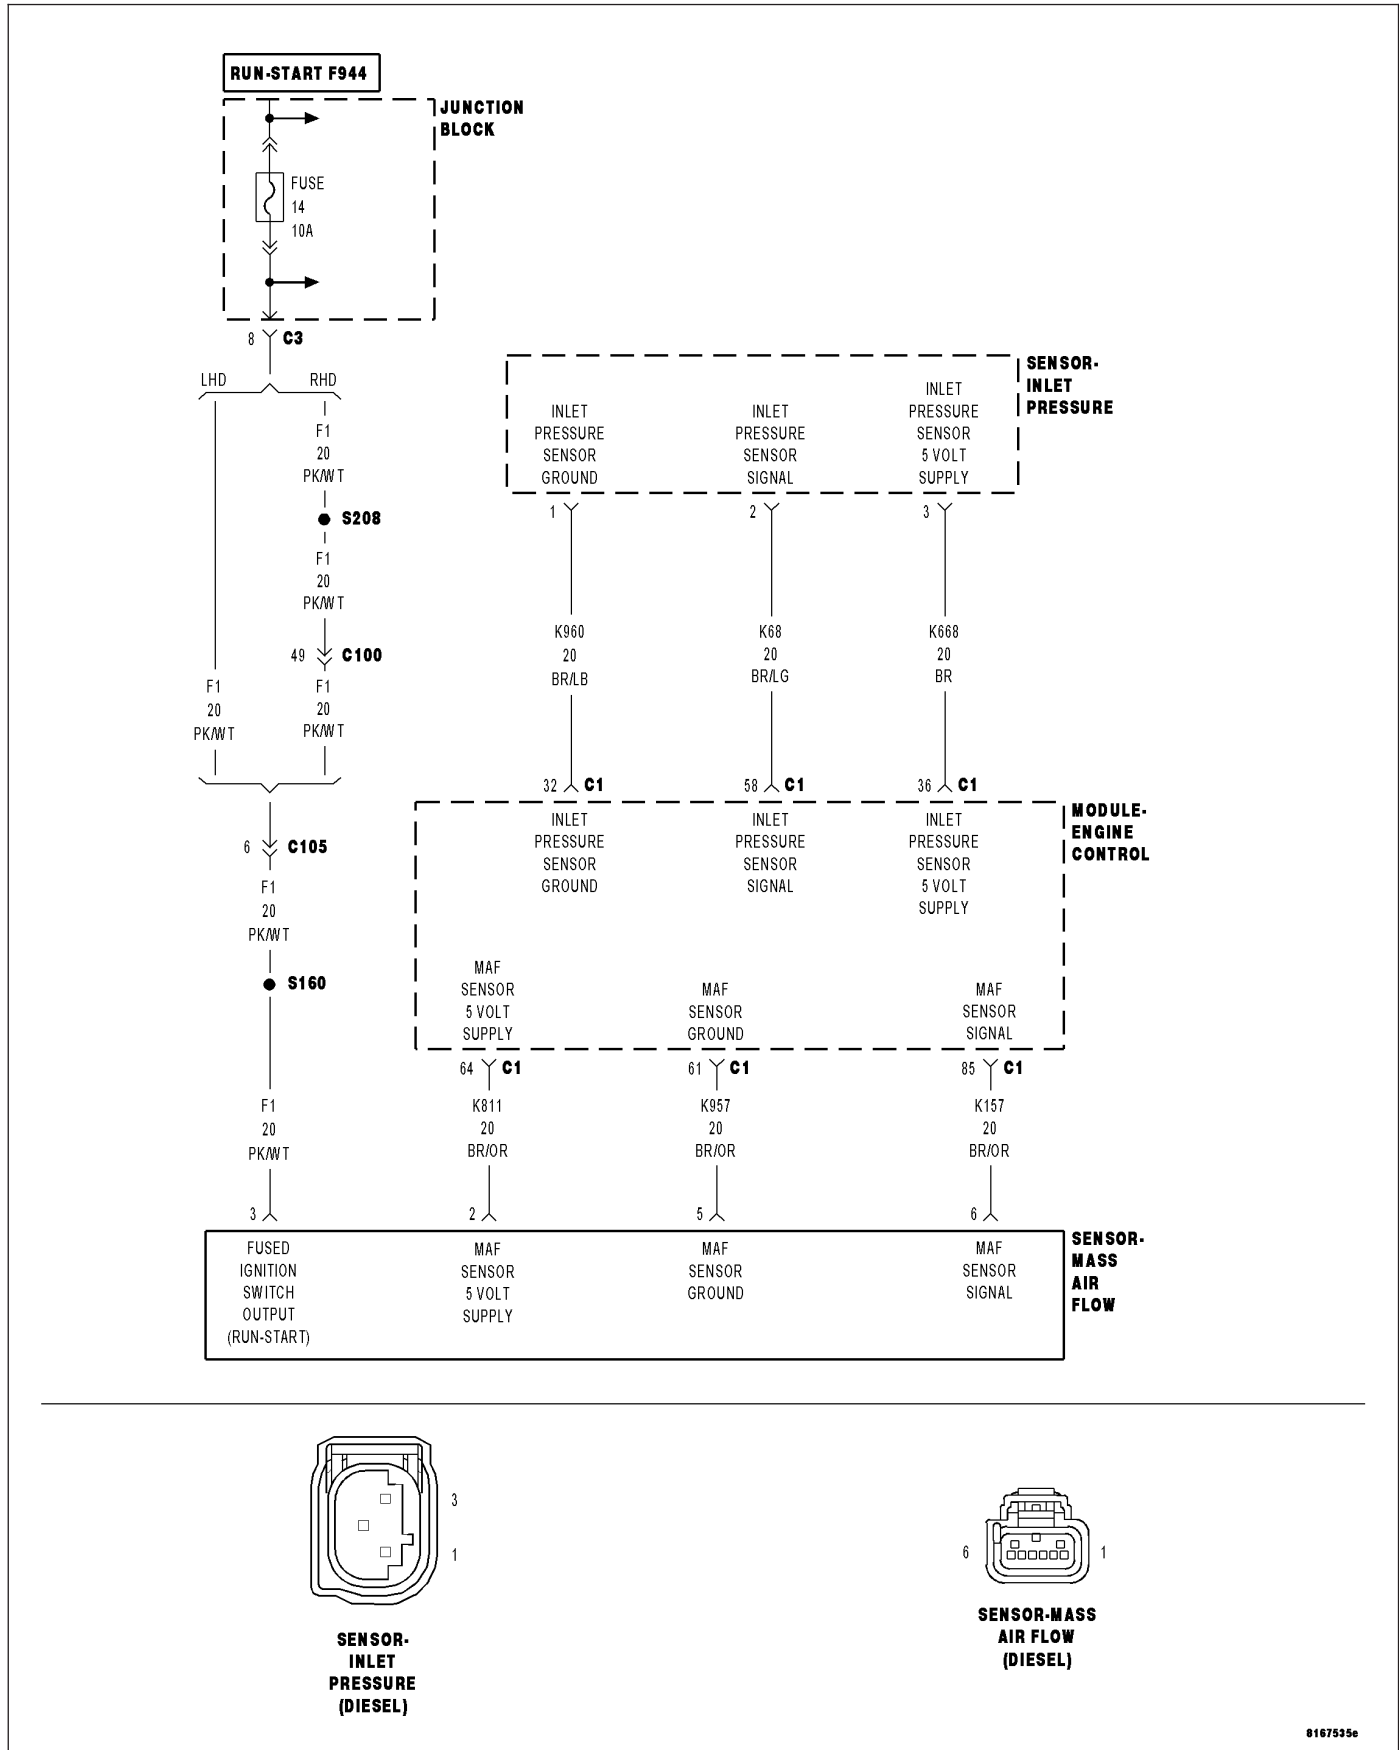 RUN-START F944
JUNCTION
BLOCK
FUSE
14
10A
8 C3
LHD RHD
F1
20
PK/WT
S208
F1
20
PK/WT
49 C100
F1
20
PK/WT
F1
20
PK/WT
6 C105
F1
20
PK/WT
S160
F1
20
PK/WT
3
SENSOR-
INLET
PRESSURE
INLET
PRESSURE
SENSOR
GROUND
INLET
PRESSURE
SENSOR
SIGNAL
INLET
PRESSURE
SENSOR
5 VOLT
SUPPLY
1 2 3
K960
20
BR/LB
K68
20
BR/LG
K668
20
BR
32 C1 58 C1 36 C1
MODULE-
ENGINE
CONTROL
INLET
PRESSURE
SENSOR
GROUND
INLET
PRESSURE
SENSOR
SIGNAL
INLET
PRESSURE
SENSOR
5 VOLT
SUPPLY
MAF
SENSOR
5 VOLT
SUPPLY
MAF
SENSOR
GROUND
MAF
SENSOR
SIGNAL
64 C1 61 C1 85 C1
K811
20
BR/OR
K957
20
BR/OR
K157
20
BR/OR
2 5 6
SENSOR-
MASS
AIR
FLOW
FUSED
IGNITION
SWITCH
OUTPUT
(RUN-START)
MAF
SENSOR
5 VOLT
SUPPLY
MAF
SENSOR
GROUND
MAF
SENSOR
SIGNAL
3
1
SENSOR-
INLET
PRESSURE
(DIESEL)
6 1
SENSOR-MASS
AIR FLOW
(DIESEL)
8167535e